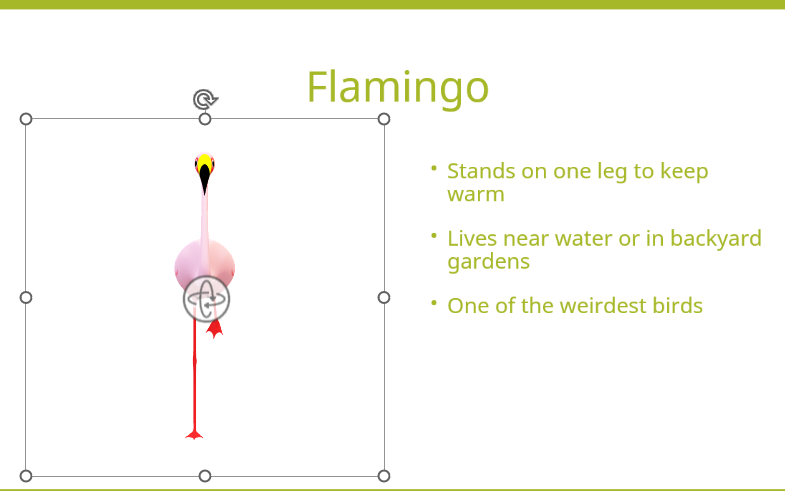 Flamingo
• Stands on one leg to keep
warm
• Lives near water or in backyard
gardens
• One of the weirdest birds